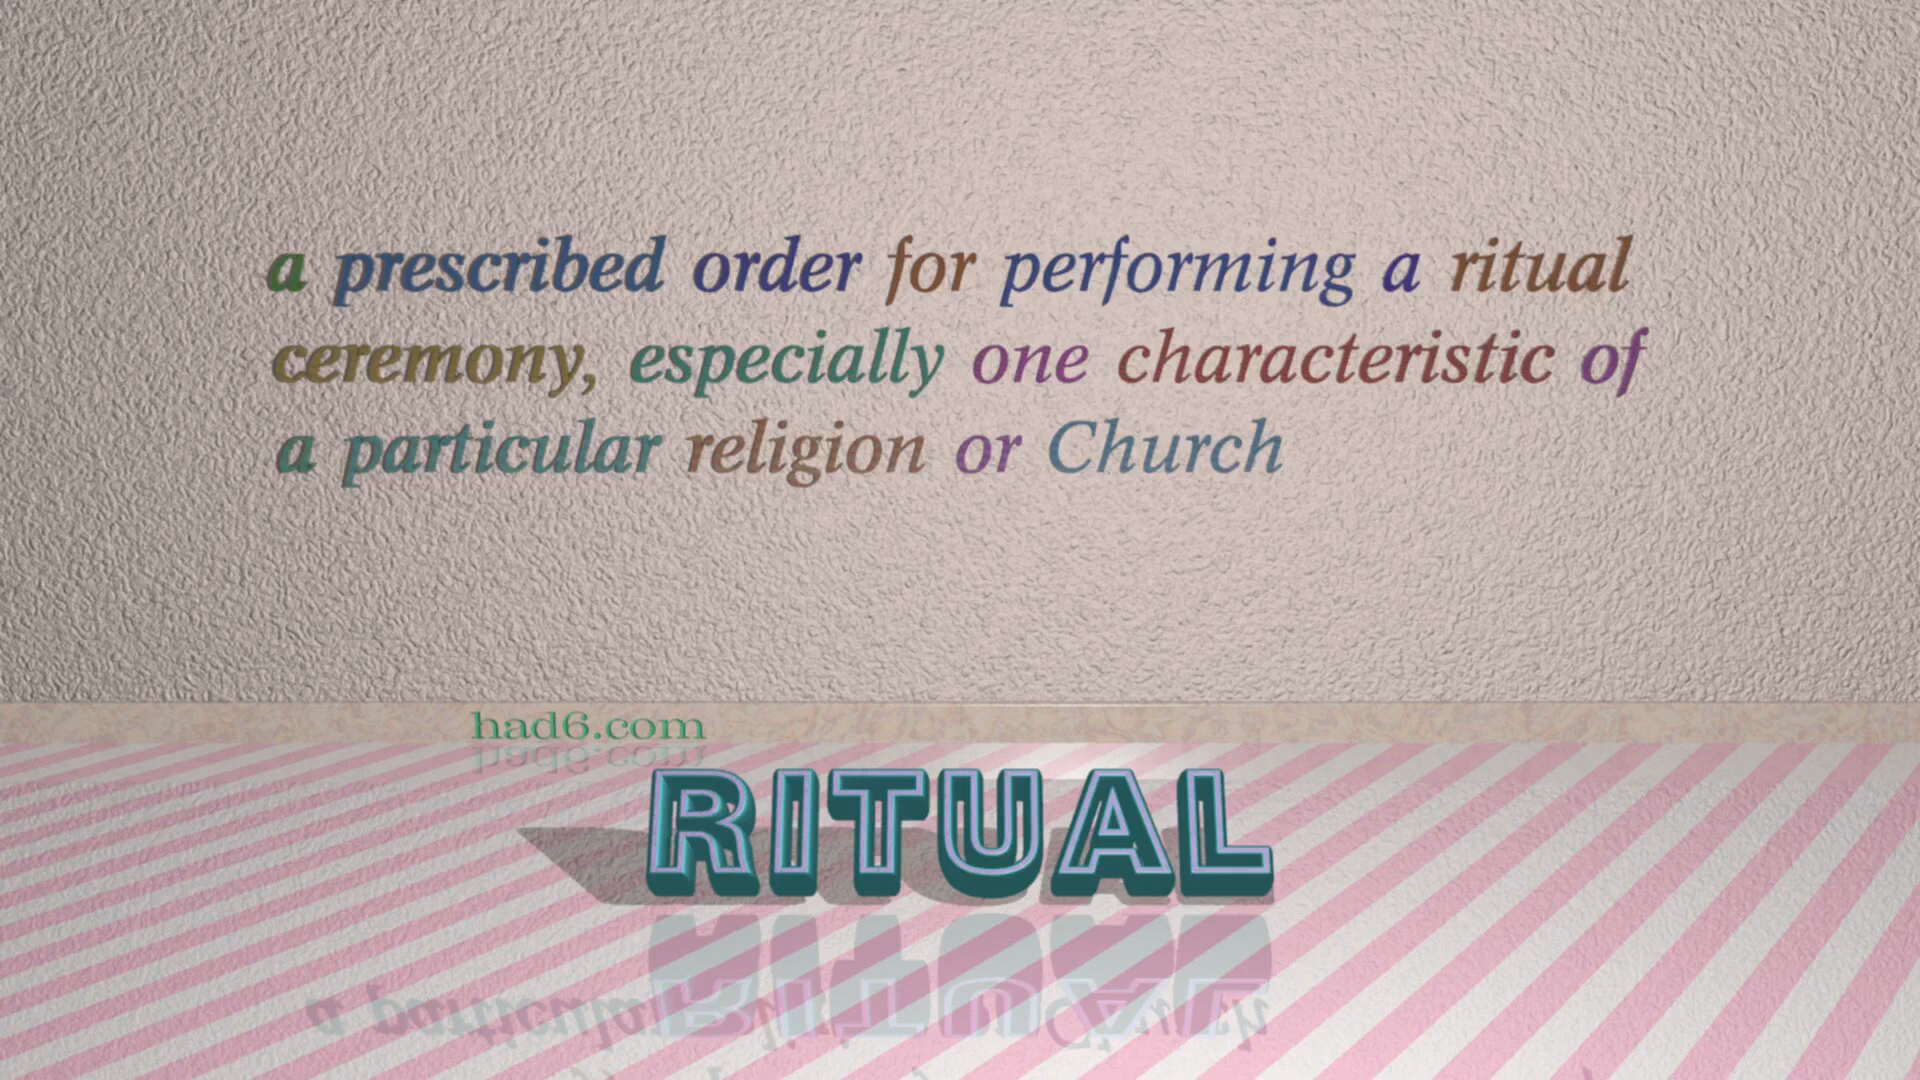 a prescribed order for performing a ritual
ceremony, especially one characteristic of
a particular religion or Church
had6.com
RITUAL